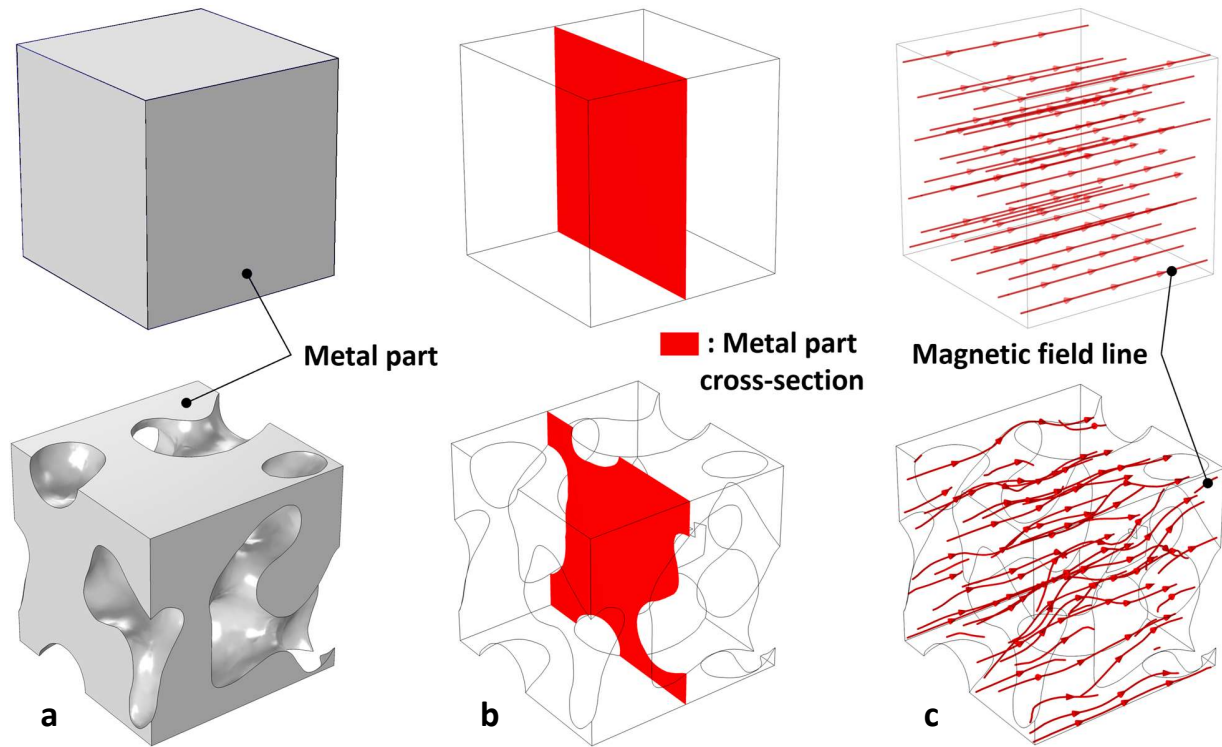 Metal part
: Metal part
cross-section
Magnetic field line
a
b
c